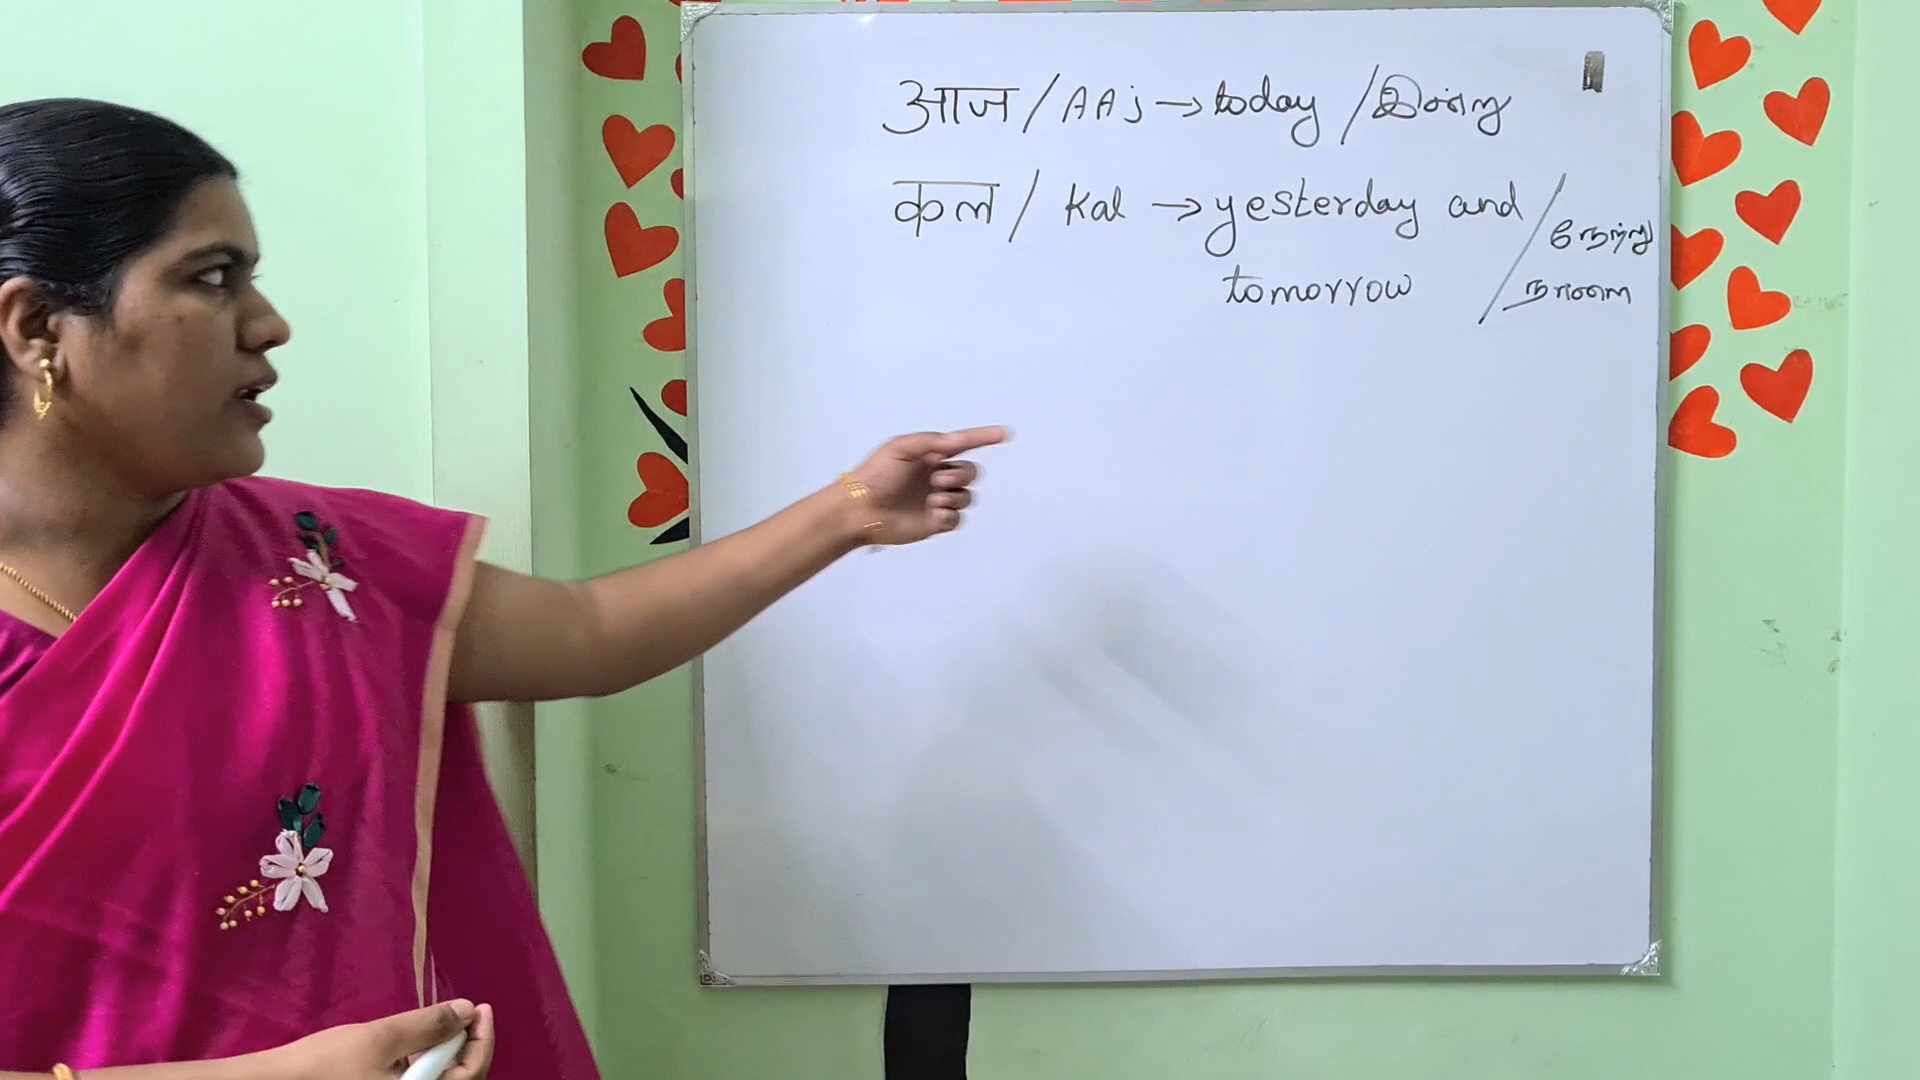 आज / AAj → today / இன்று
कल / Kal → yesterday and / நேற்று
tomorrow / நாளை